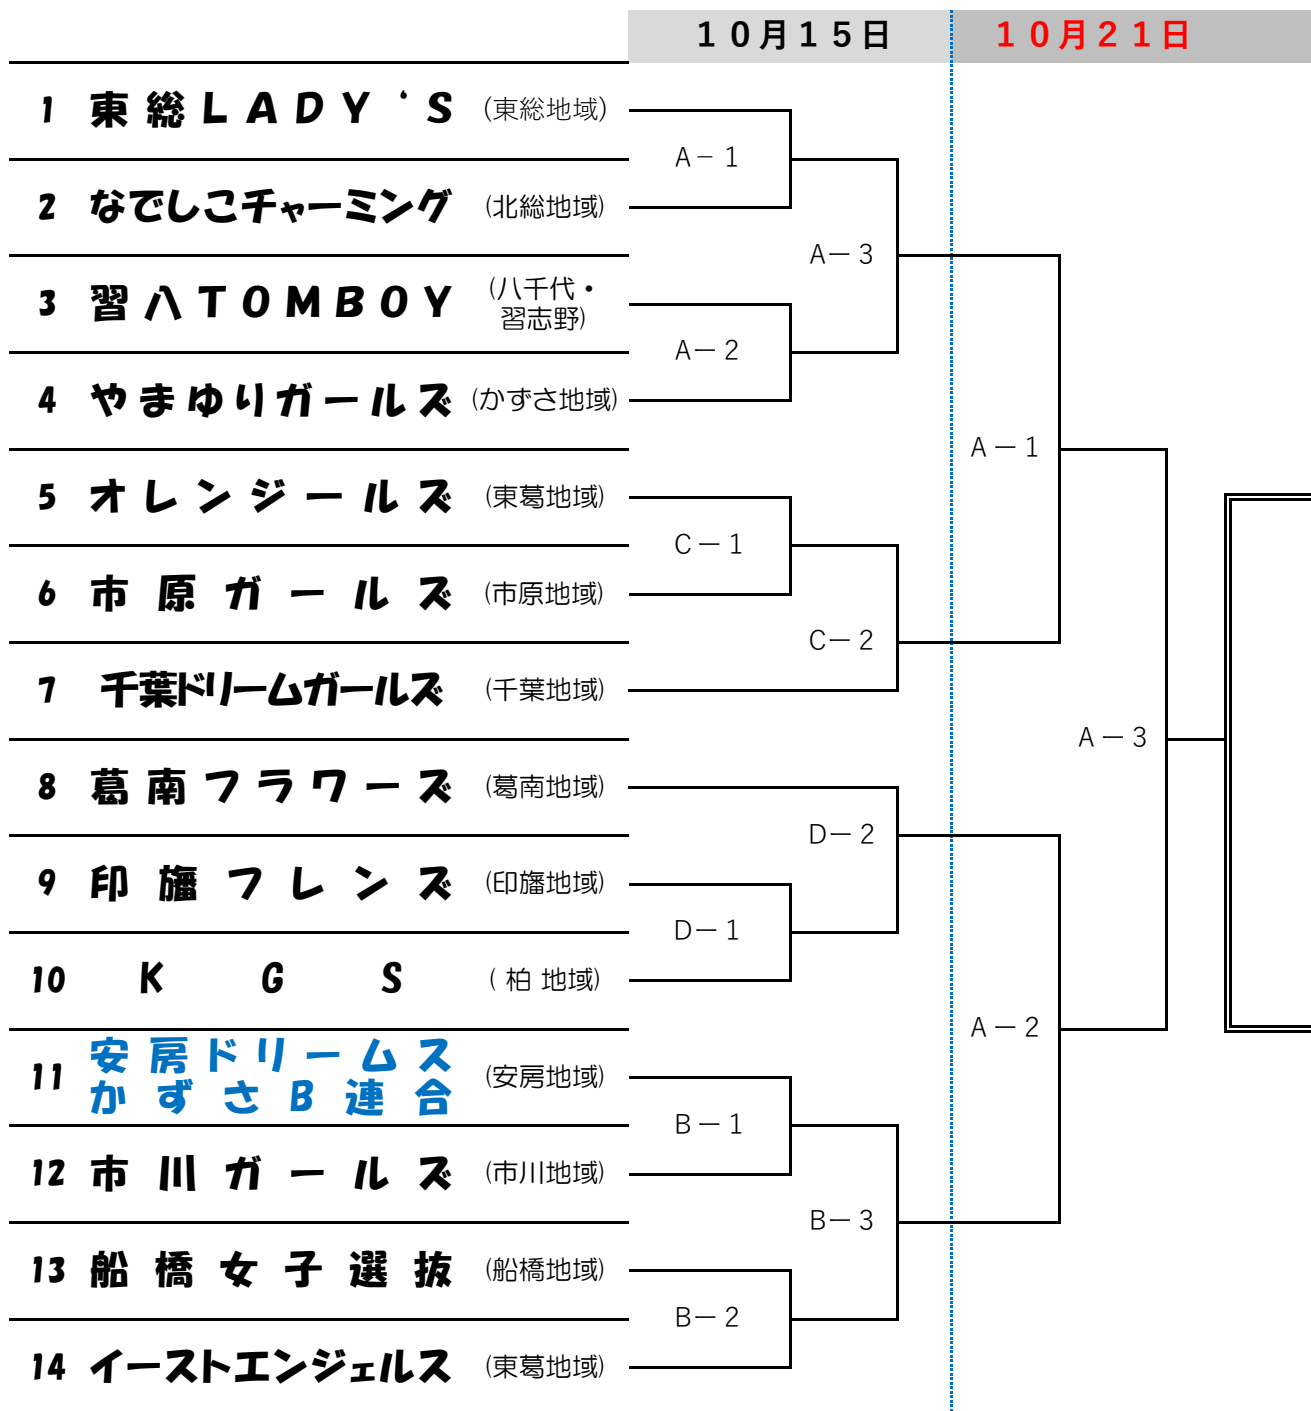 １０月１５日 １０月２１日
1 東総ＬＡＤＹ‘Ｓ (東総地域)
A－１
2 なでしこチャーミング (北総地域)
A－３
3 習八ＴＯＭＢＯＹ (八千代・
習志野)
A－２
4 やまゆりガールズ (かずさ地域)
A－１
5 オレンジールズ (東葛地域)
C－１
6 市原ガールズ (市原地域)
C－２
7 千葉ドリームガールズ (千葉地域)
A－３
8 葛南フラワーズ (葛南地域)
D－２
9 印旛フレンズ (印旛地域)
D－１
10 ＫＧＳ (柏地域)
A－２
11 安房ドリームス
かずさＢ連合 (安房地域)
B－１
12 市川ガールズ (市川地域)
B－３
13 船橋女子選抜 (船橋地域)
B－２
14 イーストエンジェルス (東葛地域)